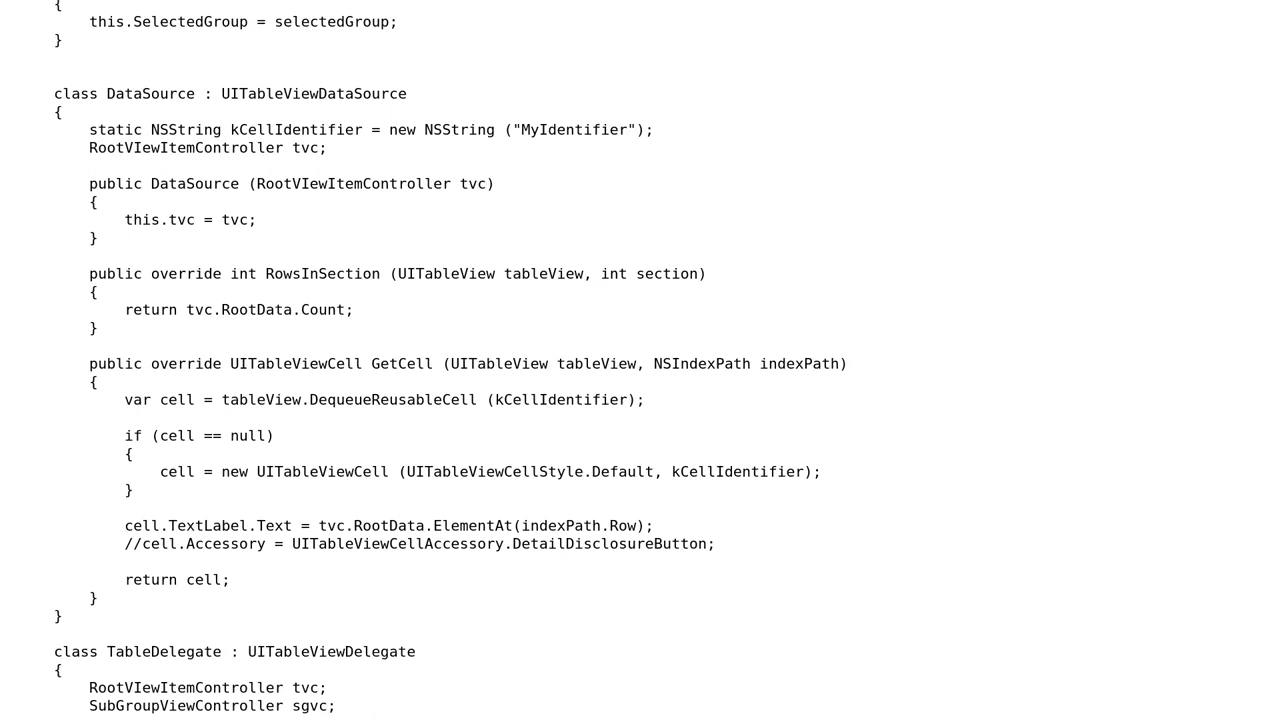 {
    this.SelectedGroup = selectedGroup;
}
class DataSource : UITableViewDataSource
{
    static NSString kCellIdentifier = new NSString ("MyIdentifier");
    RootVIewItemController tvc;
    public DataSource (RootVIewItemController tvc)
    {
        this.tvc = tvc;
    }
    public override int RowsInSection (UITableView tableView, int section)
    {
        return tvc.RootData.Count;
    }
    public override UITableViewCell GetCell (UITableView tableView, NSIndexPath indexPath)
    {
        var cell = tableView.DequeueReusableCell (kCellIdentifier);
        if (cell == null)
        {
            cell = new UITableViewCell (UITableViewCellStyle.Default, kCellIdentifier);
        }
        cell.TextLabel.Text = tvc.RootData.ElementAt(indexPath.Row);
        //cell.Accessory = UITableViewCellAccessory.DetailDisclosureButton;
        return cell;
    }
}
class TableDelegate : UITableViewDelegate
{
    RootVIewItemController tvc;
    SubGroupViewController sgvc;